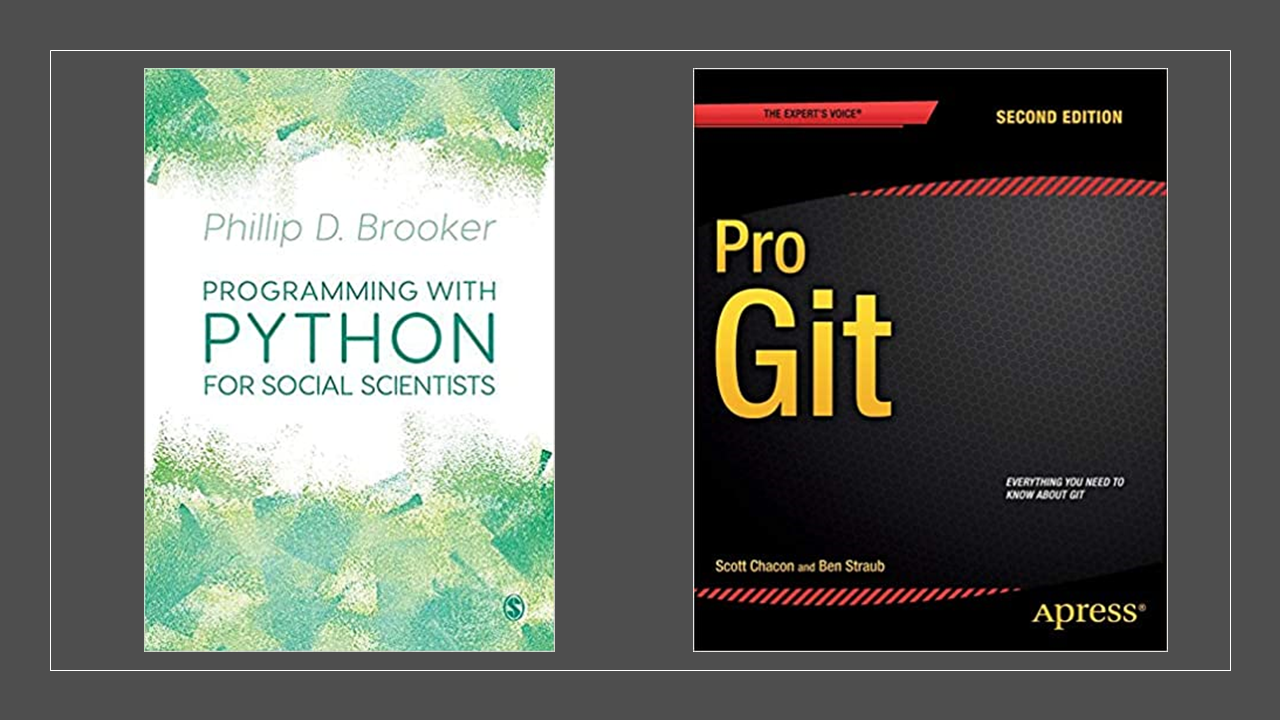 Phillip D. Brooker
PROGRAMMING WITH
PYTHON
FOR SOCIAL SCIENTISTS
S
THE EXPERT'S VOICE®
SECOND EDITION
Pro
Git
EVERYTHING YOU NEED TO
KNOW ABOUT GIT
Scott Chacon and Ben Straub
Apress®